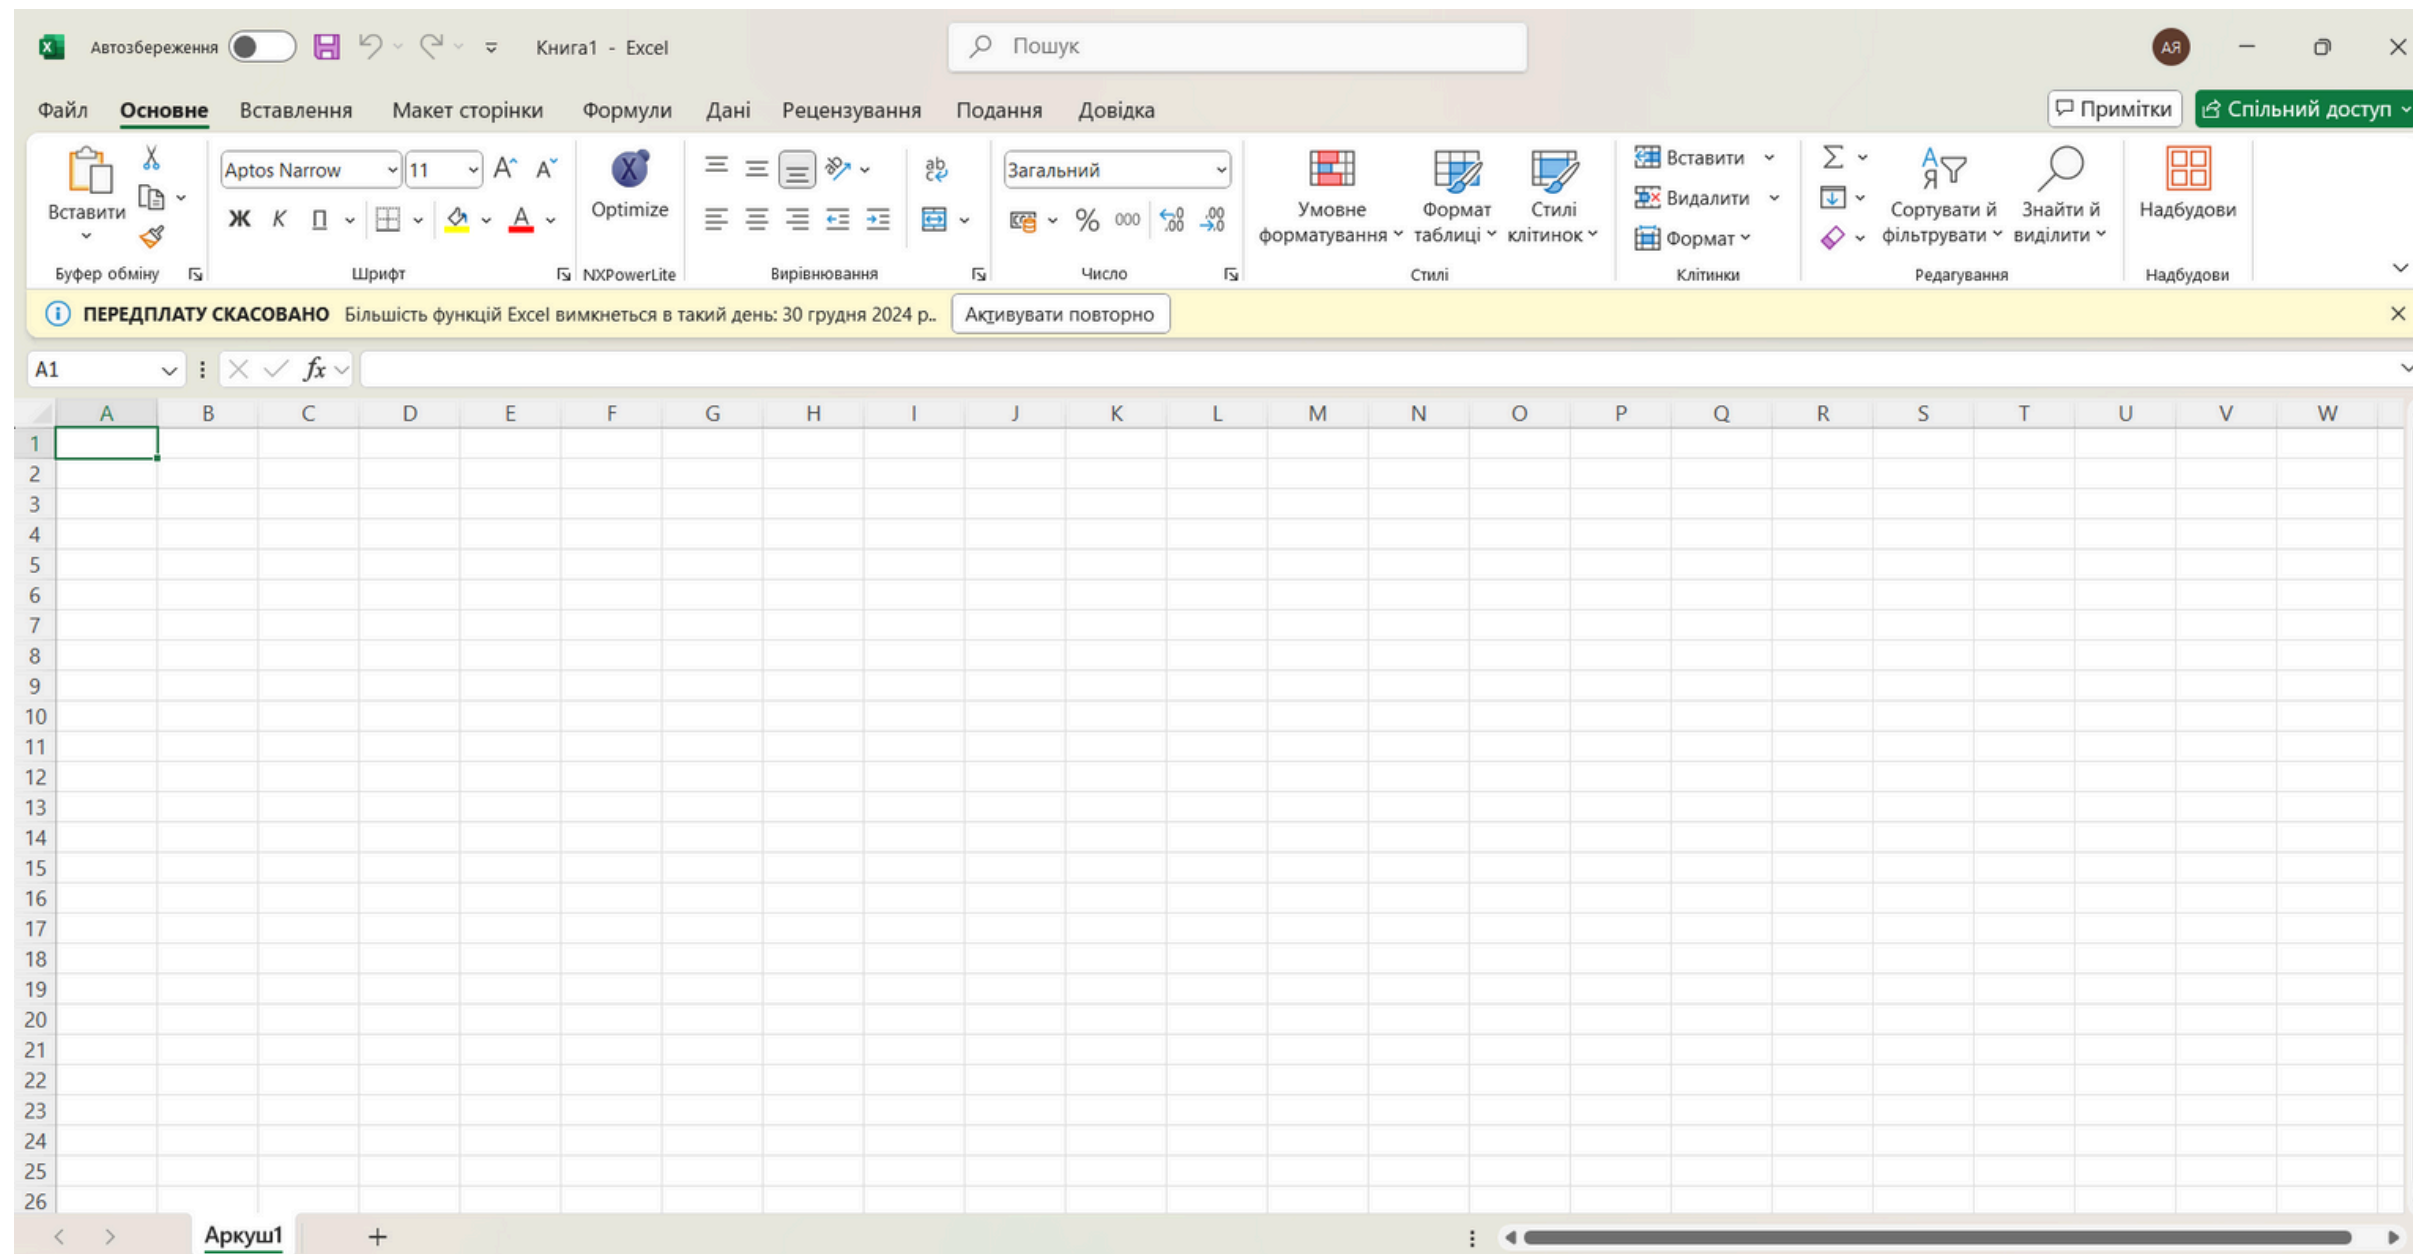 Автозбереження Книга1 - Excel Пошук АЯ
Файл Основне Вставлення Макет сторінки Формули Дані Рецензування Подання Довідка Примітки Спільний доступ
Вставити
Aptos Narrow 11 А А
Ж К П А
Optimize
ab
c
Загальний
% 000 ,00 ,00 ,0
Умовне форматування
Формат таблиці
Стилі клітинок
Вставити
Видалити
Формат
Σ
А
Я
Сортувати й фільтрувати
Знайти й виділити
Надбудови
Буфер обміну Шрифт NXPowerLite Вирівнювання Число Стилі Клітинки Редагування Надбудови
ПЕРЕДПЛАТУ СКАСОВАНО Більшість функцій Excel вимкнеться в такий день: 30 грудня 2024 р.. Активувати повторно
A1 fx
A B C D E F G H I J K L M N O P Q R S T U V W
1
2
3
4
5
6
7
8
9
10
11
12
13
14
15
16
17
18
19
20
21
22
23
24
25
26
Аркуш1 +